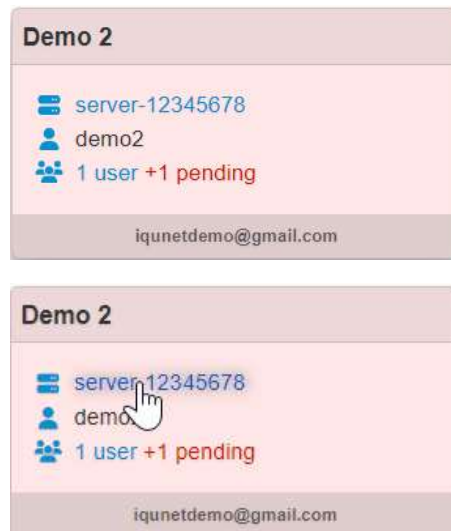 Demo 2
server-12345678
demo2
1 user +1 pending
iqunetdemo@gmail.com
Demo 2
server-12345678
demo
1 user +1 pending
iqunetdemo@gmail.com